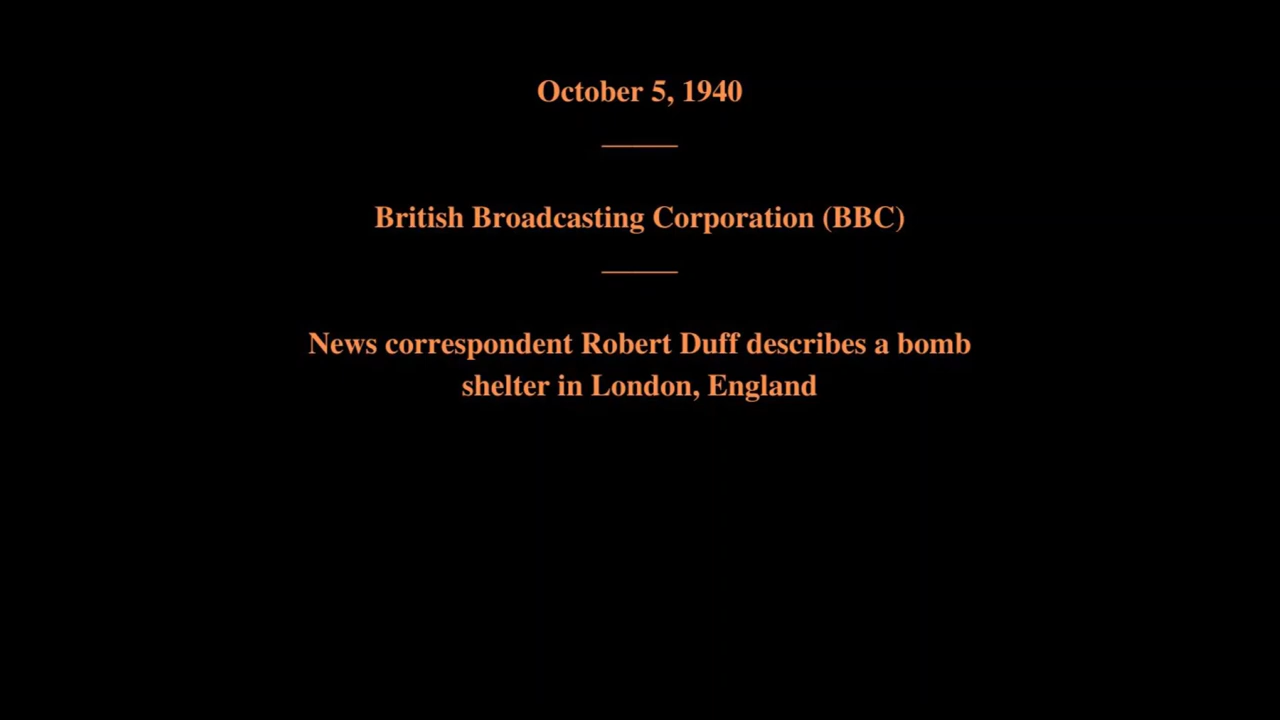 October 5, 1940
British Broadcasting Corporation (BBC)
News correspondent Robert Duff describes a bomb
shelter in London, England